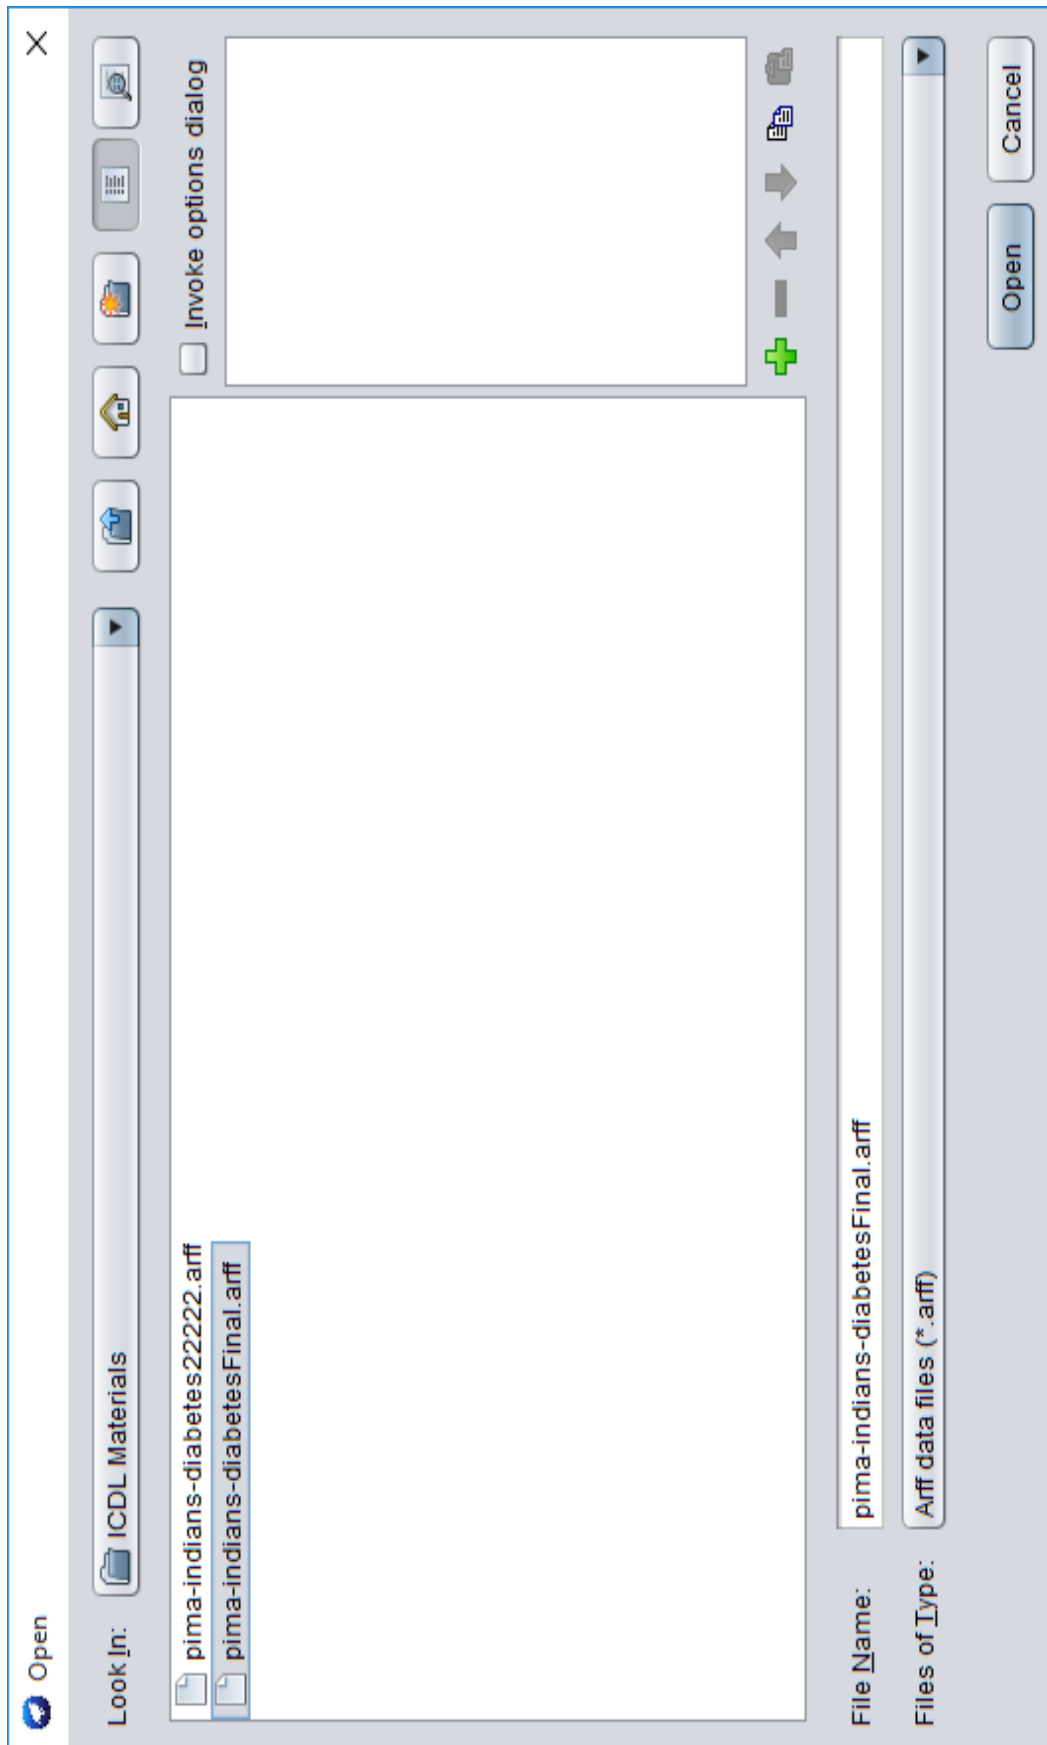 Open
Look In:
ICDL Materials
pima-indians-diabetes22222.arff
pima-indians-diabetesFinal.arff
Invoke options dialog
File Name:
pima-indians-diabetesFinal.arff
Files of Type:
Arff data files (*.arff)
Open
Cancel